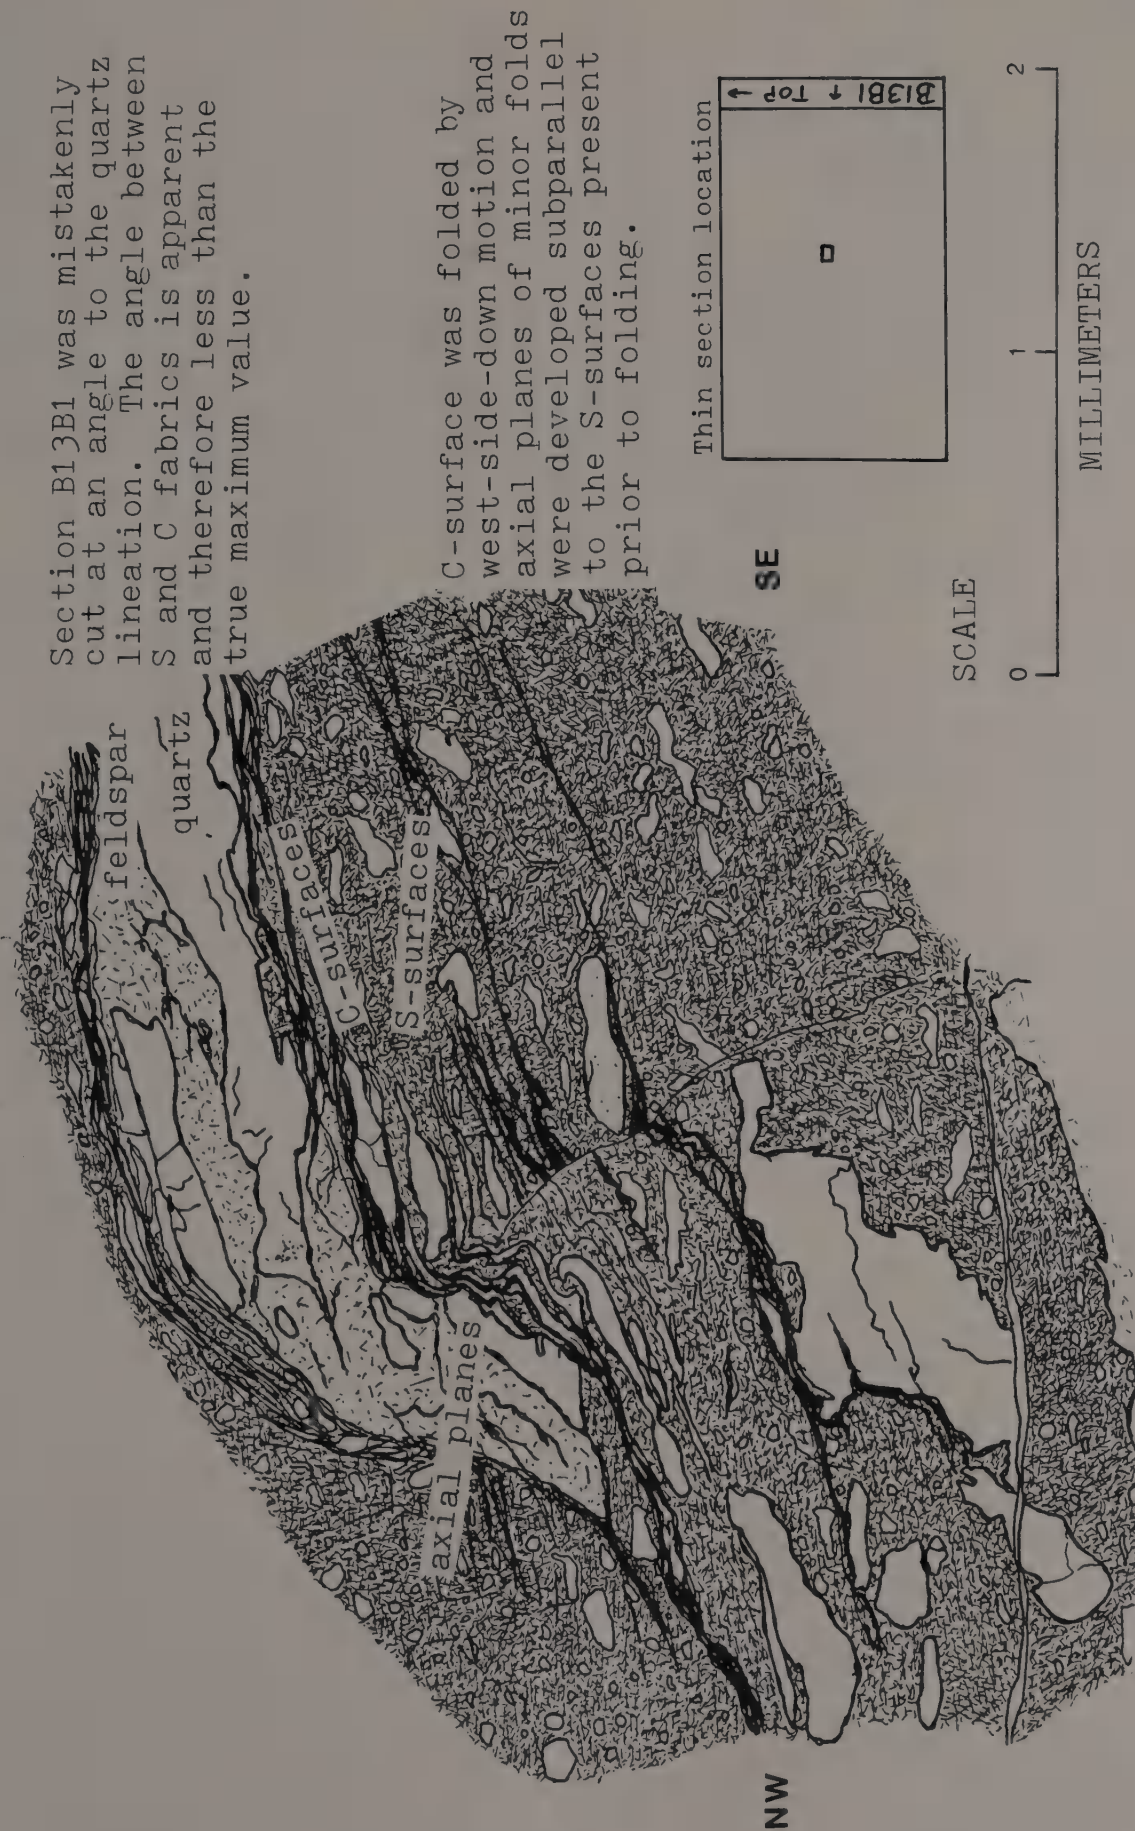 Section B13B1 was mistakenly
cut at an angle to the quartz
lineation. The angle between
S and C fabrics is apparent
and therefore less than the
true maximum value.
feldspar
quartz
C-surfaces
S-surfaces
axial planes
C-surface was folded by
west-side-down motion and
axial planes of minor folds
were developed subparallel
to the S-surfaces present
prior to folding.
NW
SE
Thin section location
B13B1 ↑ TOP →
SCALE
0 1 2
MILLIMETERS